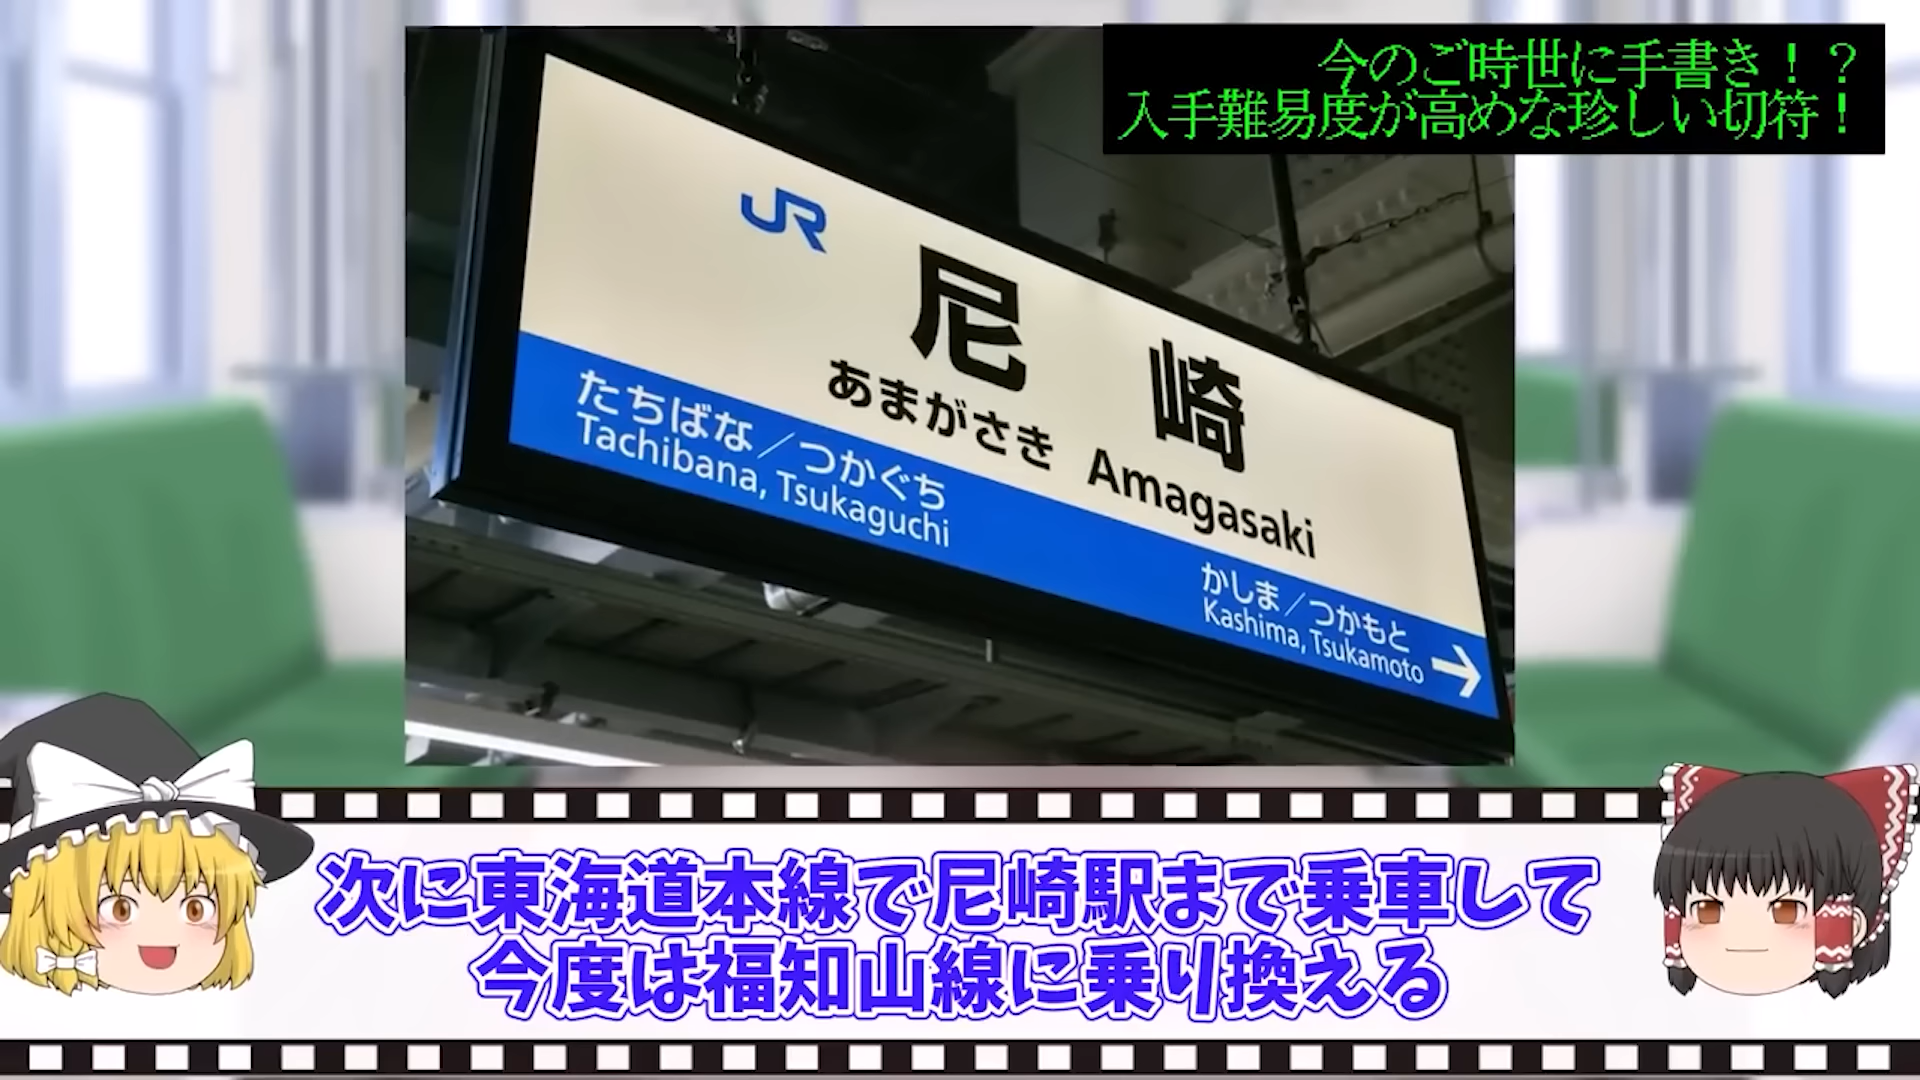 今のご時世に手書き！？
入手難易度が高めな珍しい切符！
JR
尼崎
あまがさき Amagasaki
たちばな／つかぐち
Tachibana, Tsukaguchi
かしま／つかもと
Kashima, Tsukamoto
次に東海道本線で尼崎駅まで乗車して
今度は福知山線に乗り換える